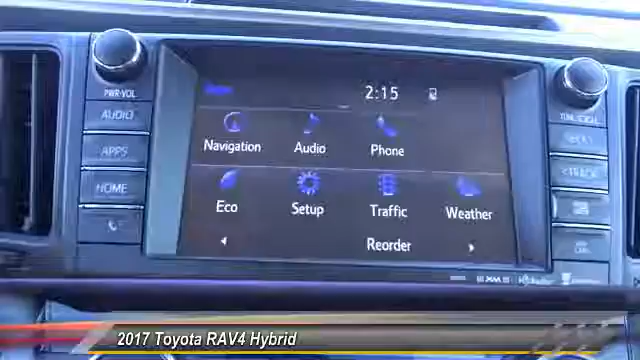 2:15
PWR•VOL
AUDIO
Navigation Audio Phone
APPS
<TRACK
HOME
Eco Setup Traffic Weather
Reorder
2017 Toyota RAV4 Hybrid